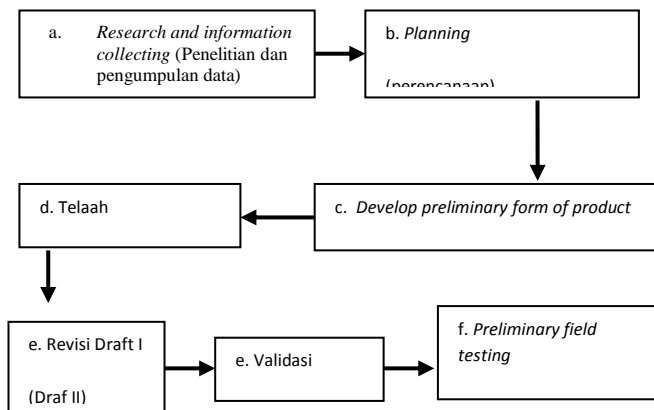 a. Research and information
collecting (Penelitian dan
pengumpulan data)
b. Planning
(perencanaan)
d. Telaah
c. Develop preliminary form of product
e. Revisi Draft I
(Draf II)
e. Validasi
f. Preliminary field
testing